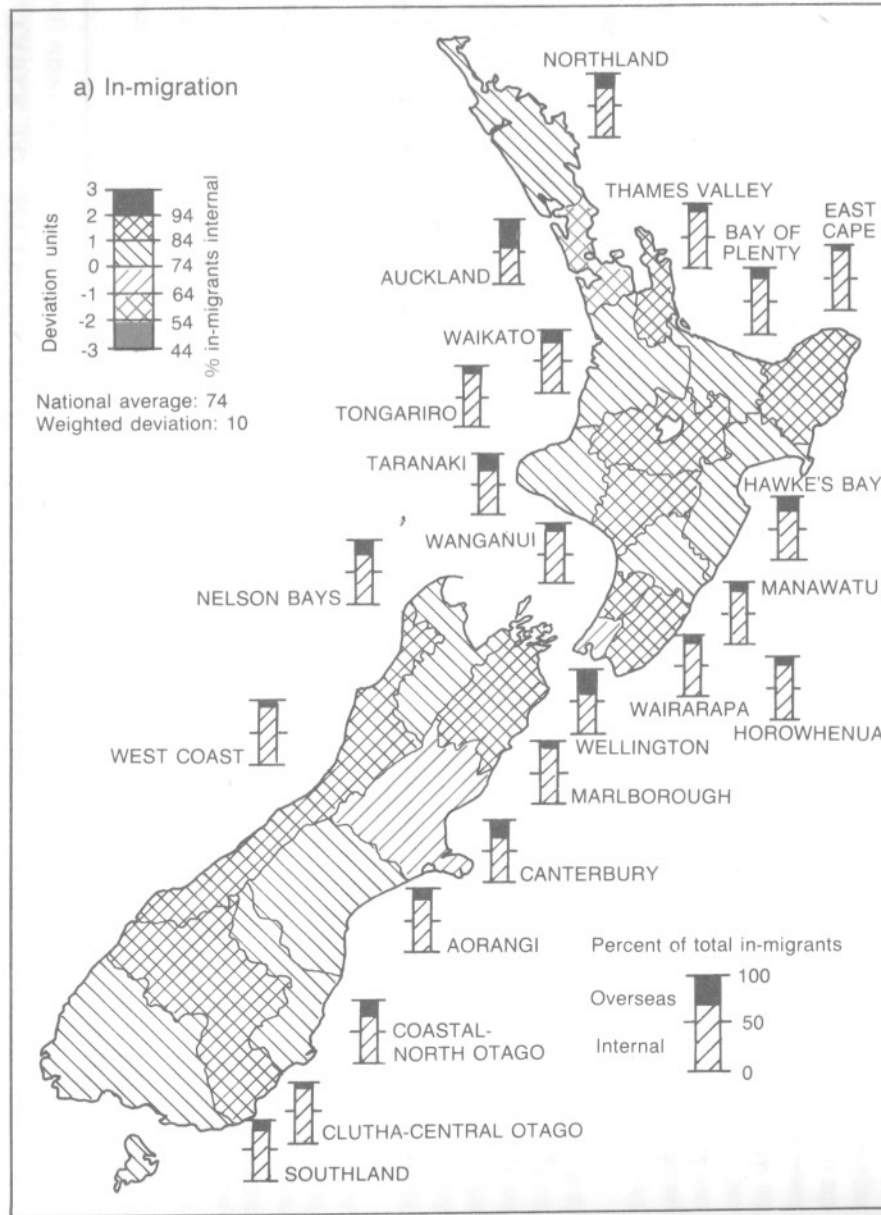 a) In-migration
Deviation units
3
2
1
0
-1
-2
-3
94
84
74
64
54
44
% in-migrants internal
National average: 74
Weighted deviation: 10
NORTHLAND
THAMES VALLEY
BAY OF
PLENTY
EAST
CAPE
AUCKLAND
WAIKATO
TONGARIRO
TARANAKI
HAWKE'S BAY
WANGANUI
NELSON BAYS
MANAWATU
WAIRARAPA
HOROWHENUA
WELLINGTON
WEST COAST
MARLBOROUGH
CANTERBURY
AORANGI
Percent of total in-migrants
Overseas
Internal
100
50
0
COASTAL-
NORTH OTAGO
CLUTHA-CENTRAL OTAGO
SOUTHLAND